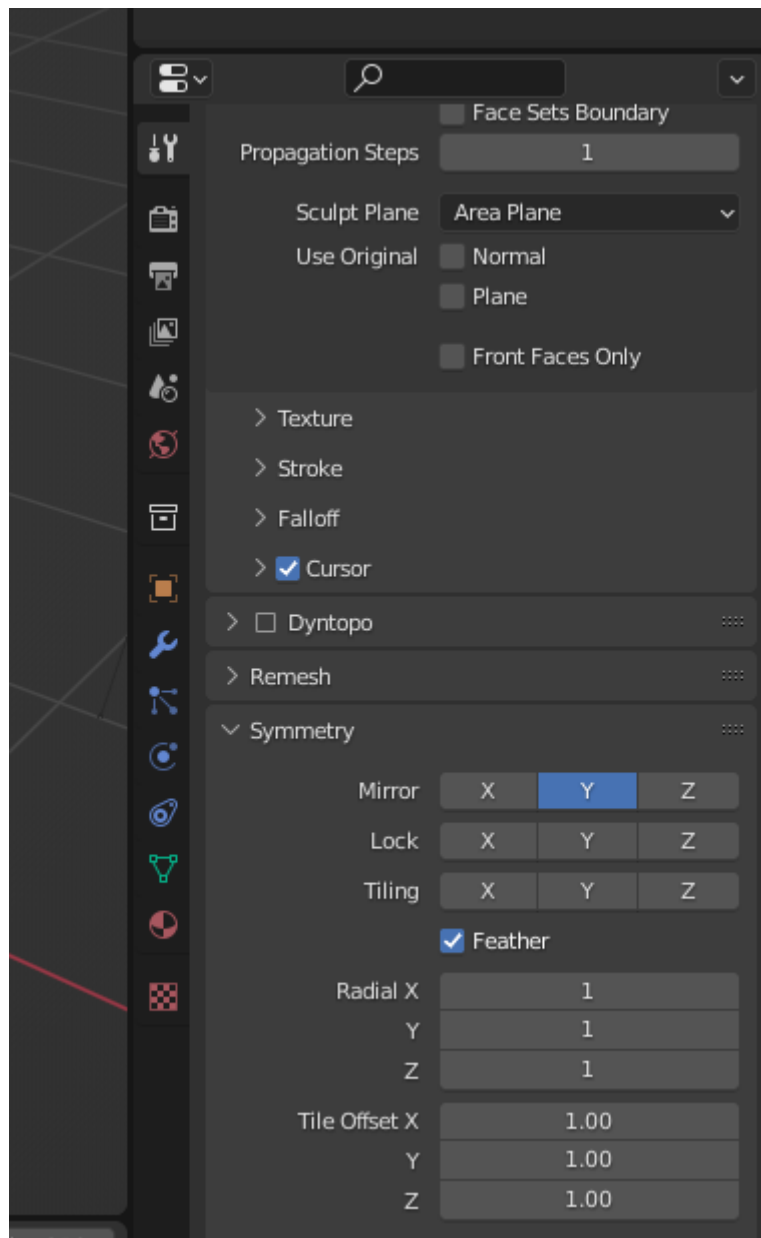 Face Sets Boundary
Propagation Steps 1
Sculpt Plane Area Plane
Use Original Normal
Plane
Front Faces Only
Texture
Stroke
Falloff
Cursor
Dyntopo
Remesh
Symmetry
Mirror X Y Z
Lock X Y Z
Tiling X Y Z
Feather
Radial X 1
Y 1
Z 1
Tile Offset X 1.00
Y 1.00
Z 1.00